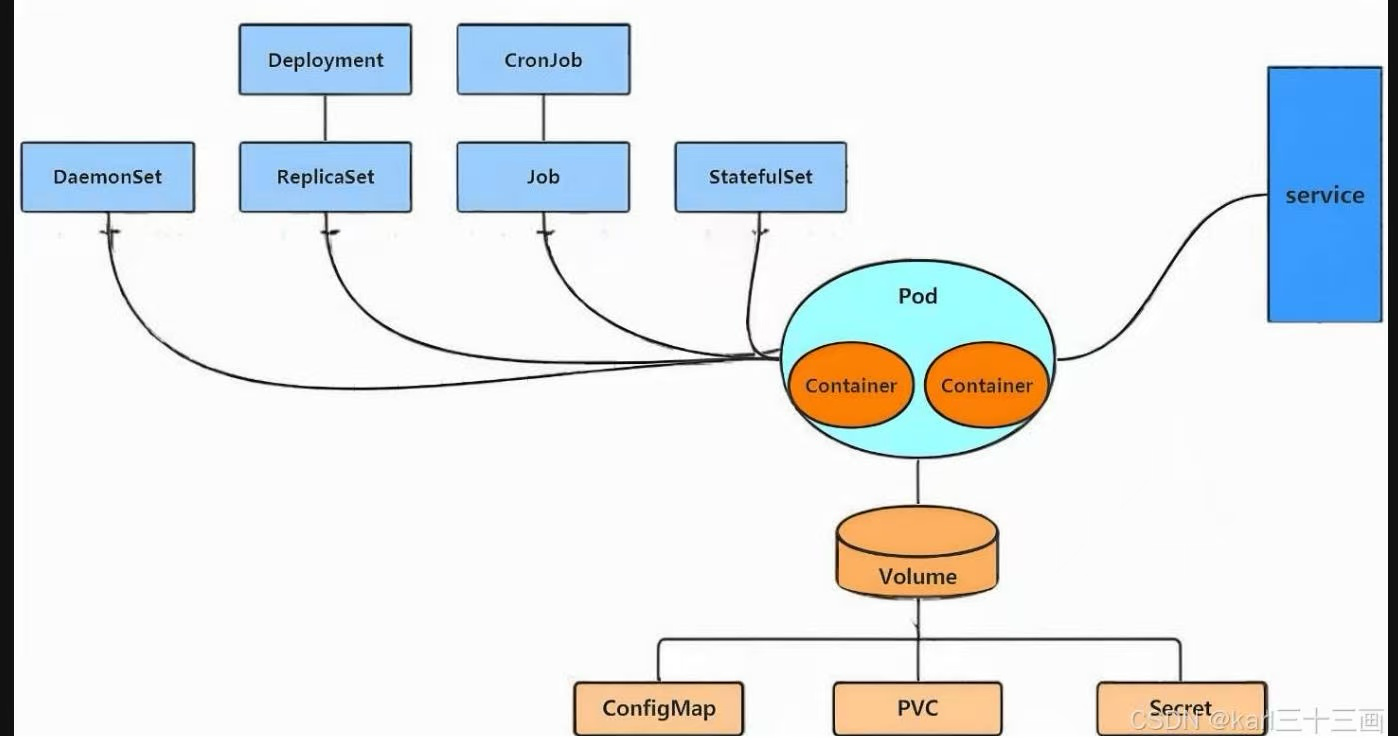 Deployment
CronJob
DaemonSet
ReplicaSet
Job
StatefulSet
service
Pod
Container
Container
Volume
ConfigMap
PVC
Secret
CSDN @karl三十三画